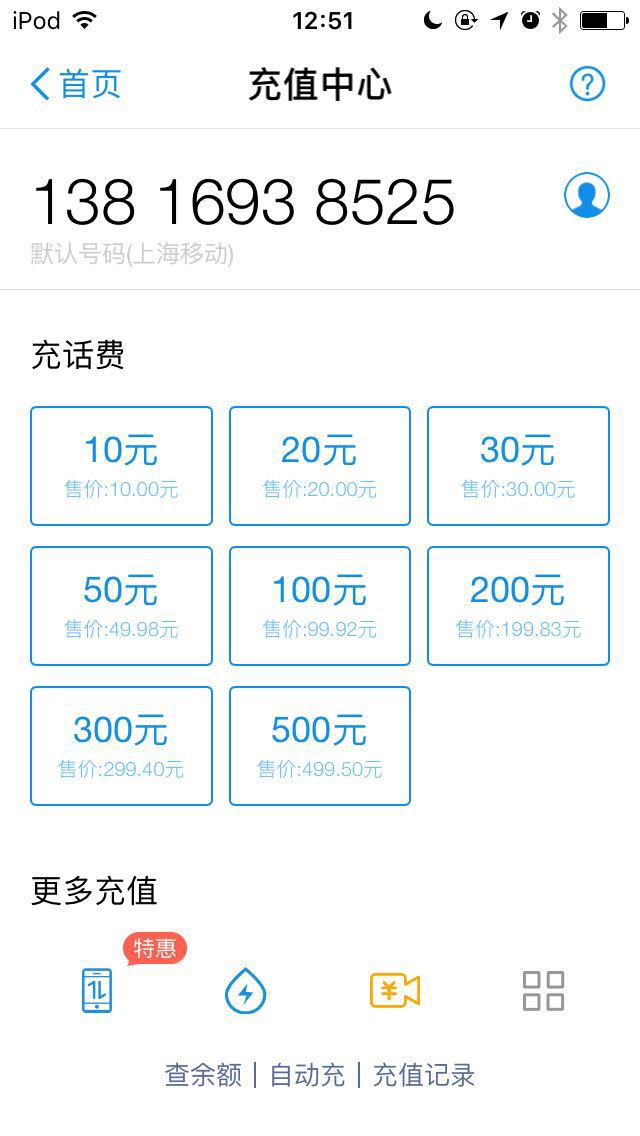 iPod 12:51
首页 充值中心 ?
138 1693 8525
默认号码(上海移动)
充话费
10元 20元 30元
售价:10.00元 售价:20.00元 售价:30.00元
50元 100元 200元
售价:49.98元 售价:99.92元 售价:199.83元
300元 500元
售价:299.40元 售价:499.50元
更多充值
特惠
¥
查余额 | 自动充 | 充值记录